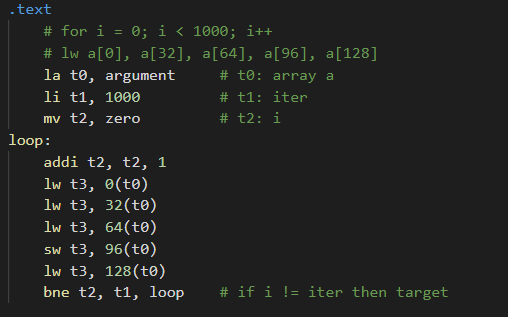 .text
# for i = 0; i < 1000; i++
# lw a[0], a[32], a[64], a[96], a[128]
la t0, argument # t0: array a
li t1, 1000 # t1: iter
mv t2, zero # t2: i
loop:
addi t2, t2, 1
lw t3, 0(t0)
lw t3, 32(t0)
lw t3, 64(t0)
sw t3, 96(t0)
lw t3, 128(t0)
bne t2, t1, loop # if i != iter then target